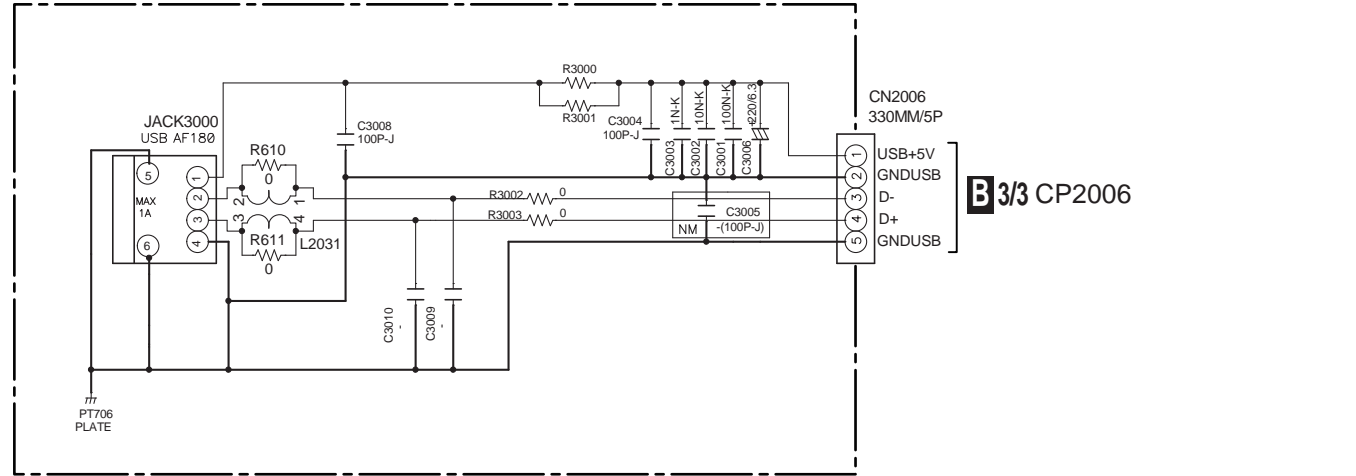 JACK3000
USB AF180
MAX
1A
5
6
1
2
3
4
R610
0
2
1
3
4
R611
0
L2031
C3008
100P-J
R3000
R3001
C3004
100P-J
C3003
1N-K
C3002
10N-K
C3001
100N-K
C3006
+220/6.3
R3002
0
R3003
0
NM
C3005
-(100P-J)
C3010
-
C3009
-
PT706
PLATE
CN2006
330MM/5P
1
USB+5V
2
GNDUSB
3
D-
4
D+
5
GNDUSB
B 3/3 CP2006